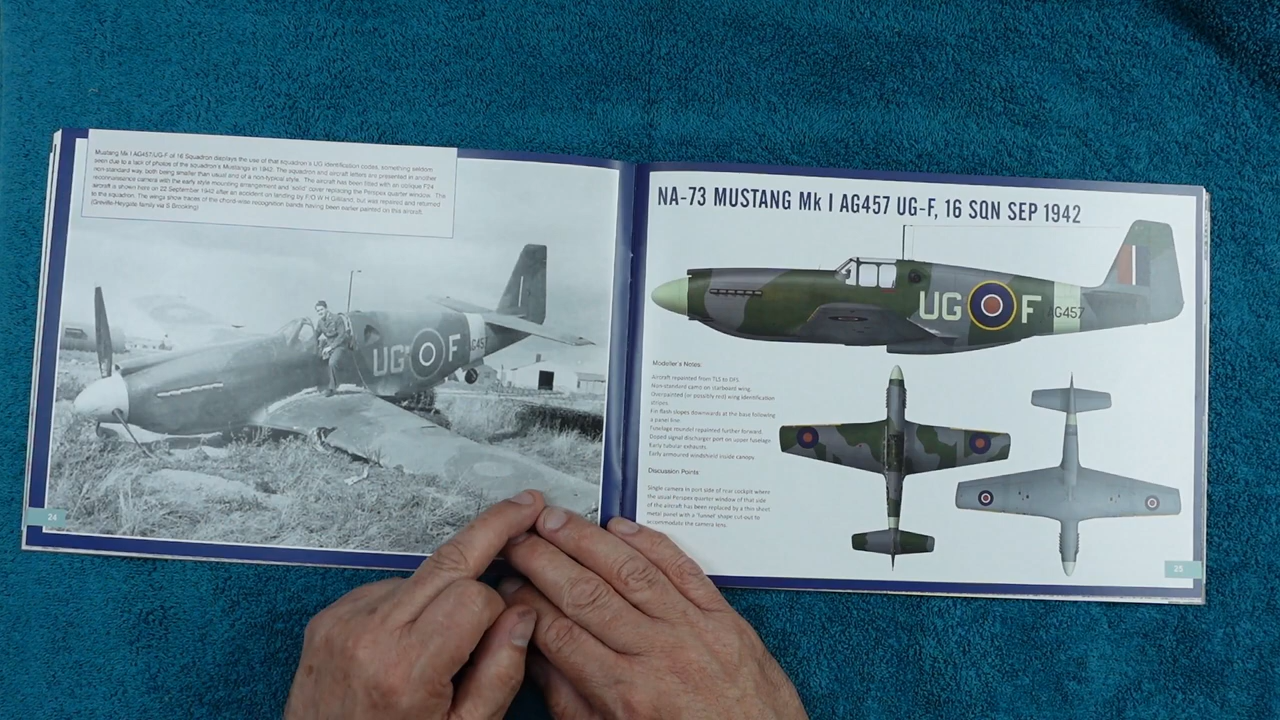 Mustang Mk I AG457/UG-F of 16 Squadron displays the use of that squadron's UG identification codes, something seldom
seen due to a lack of photos of the squadron's Mustangs in 1942. The squadron and aircraft letters are presented in another
non-standard way, both being smaller than usual and of a non-typical style. The aircraft has been fitted with an oblique F24
reconnaissance camera with the early style mounting arrangement and 'solid' cover replacing the Perspex quarter window. The
aircraft is shown here on 22 September 1942 after an accident on landing by F/O W H Gilliland, but was repaired and returned
to the squadron. The wings show traces of the chord-wise recognition bands having been earlier painted on this aircraft.
(Greville-Heygate family via S Brooking)
UG F
24
NA-73 MUSTANG Mk I AG457 UG-F, 16 SQN SEP 1942
UG F AG457
Modeller's Notes:
Aircraft repainted from TLS to DFS.
Non-standard camo on starboard wing.
Overpainted (or possibly red) wing identification
stripes.
Fin flash slopes downwards at the base following
a panel line.
Fuselage roundel repainted further forward.
Doped signal discharger port on upper fuselage.
Early tubular exhausts.
Early armoured windshield inside canopy.
Discussion Points:
Single camera in port side of rear cockpit where
the usual Perspex quarter window of that side
of the aircraft has been replaced by a thin sheet
metal panel with a 'funnel' shape cut-out to
accommodate the camera lens.
25